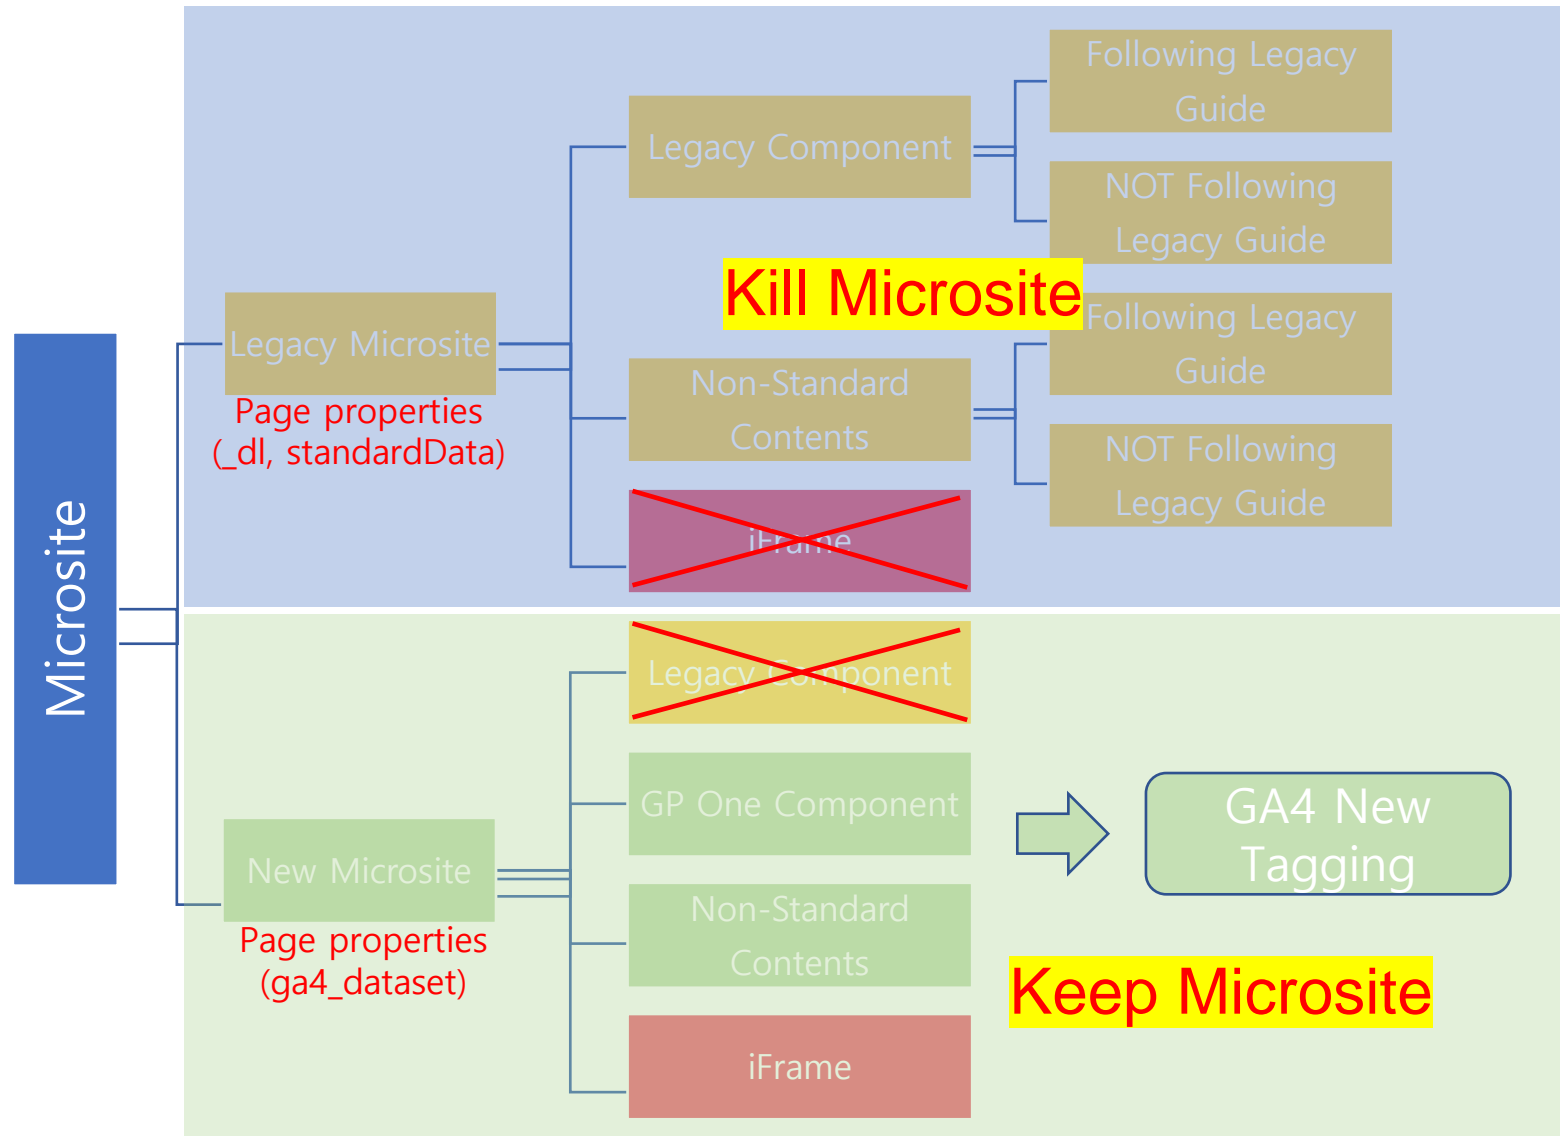 Microsite
Legacy Microsite
Page properties
(_dl, standardData)
Legacy Component
Following Legacy
Guide
NOT Following
Legacy Guide
Kill Microsite
Non-Standard
Contents
Following Legacy
Guide
NOT Following
Legacy Guide
iFrame
New Microsite
Page properties
(ga4_dataset)
Legacy Component
GP One Component
Non-Standard
Contents
iFrame
GA4 New
Tagging
Keep Microsite